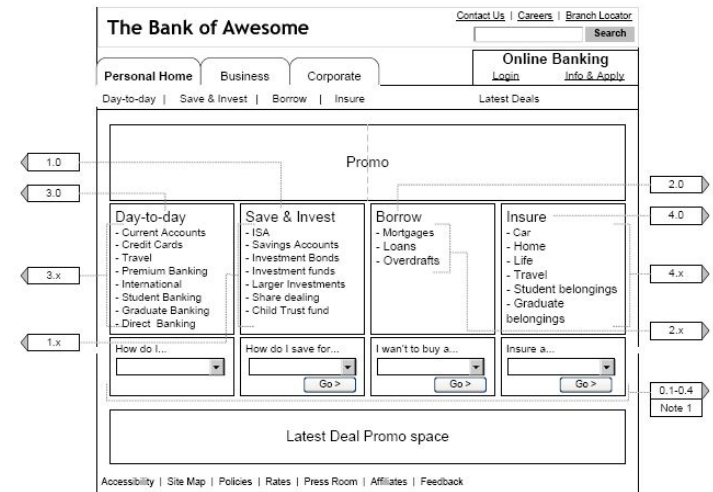 Contact Us | Careers | Branch Locator
The Bank of Awesome
Search
Online Banking
Login Info & Apply
Personal Home Business Corporate
Day-to-day | Save & Invest | Borrow | Insure Latest Deals
Promo
1.0
3.0
3.x
1.x
2.0
4.0
4.x
2.x
0.1-0.4
Note 1
Day-to-day
- Current Accounts
- Credit Cards
- Travel
- Premium Banking
- International
- Student Banking
- Graduate Banking
- Direct Banking
Save & Invest
- ISA
- Savings Accounts
- Investment Bonds
- Investment funds
- Larger Investments
- Share dealing
- Child Trust fund
Borrow
- Mortgages
- Loans
- Overdrafts
Insure
- Car
- Home
- Life
- Travel
- Student belongings
- Graduate
belongings
How do I...
How do I save for...
Go >
I wan't to buy a...
Go >
Insure a...
Go >
Latest Deal Promo space
Accessibility | Site Map | Policies | Rates | Press Room | Affiliates | Feedback